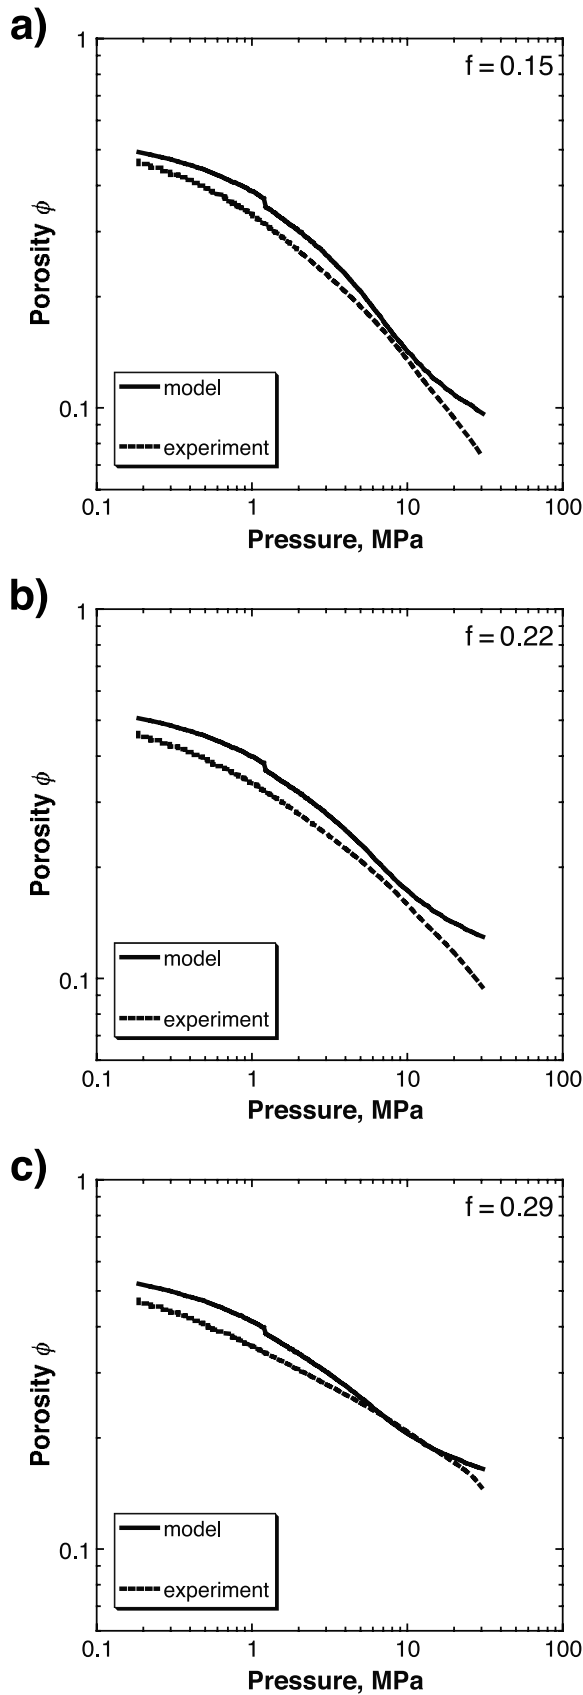 a)
f = 0.15
1
0.1
Porosity ϕ
model
experiment
0.1
1
10
100
Pressure, MPa
b)
f = 0.22
1
0.1
Porosity ϕ
model
experiment
0.1
1
10
100
Pressure, MPa
c)
f = 0.29
1
0.1
Porosity ϕ
model
experiment
0.1
1
10
100
Pressure, MPa